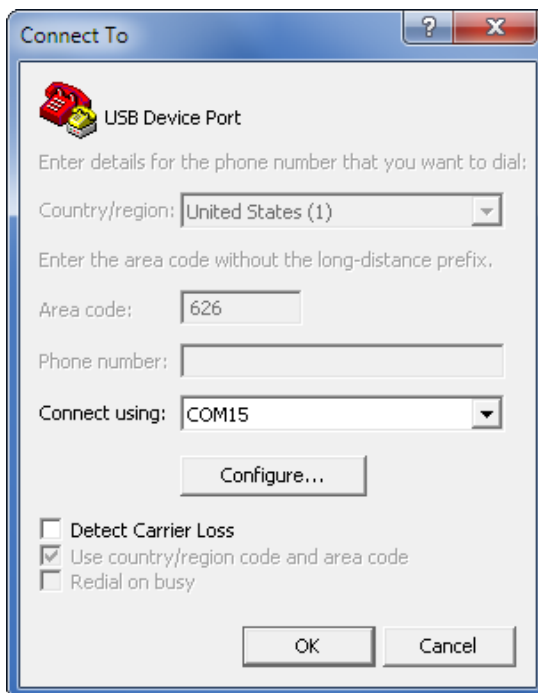 Connect To
USB Device Port
Enter details for the phone number that you want to dial:
Country/region: United States (1)
Enter the area code without the long-distance prefix.
Area code: 626
Phone number:
Connect using: COM15
Configure...
Detect Carrier Loss
Use country/region code and area code
Redial on busy
OK Cancel